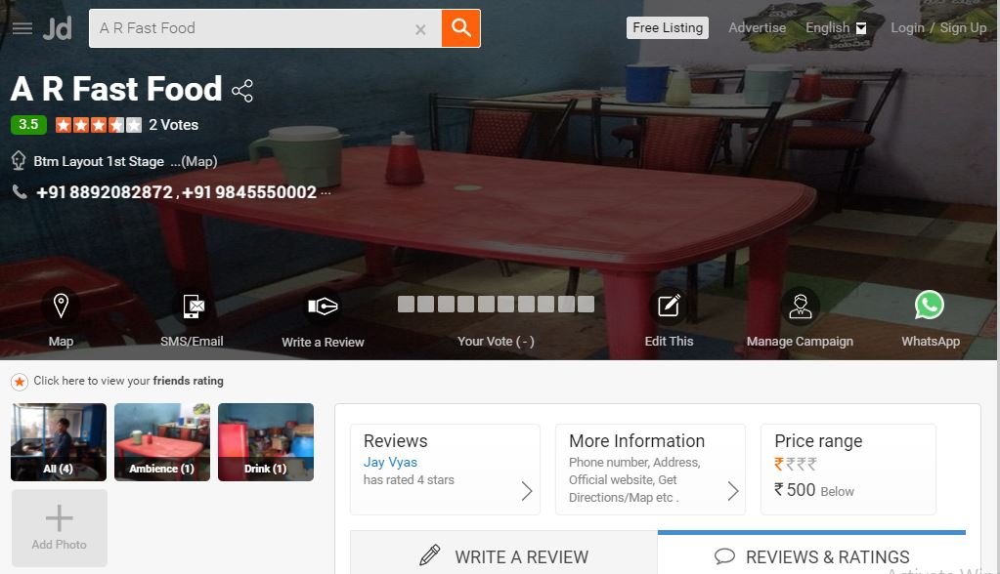 Jd A R Fast Food × Free Listing Advertise English Login / Sign Up
A R Fast Food
3.5 2 Votes
Btm Layout 1st Stage ...(Map)
+91 8892082872 , +91 9845550002 ...
Map SMS/Email Write a Review Your Vote ( - ) Edit This Manage Campaign WhatsApp
Click here to view your friends rating
All (4) Ambience (1) Drink (1)
Add Photo
Reviews
Jay Vyas
has rated 4 stars
More Information
Phone number, Address,
Official website, Get
Directions/Map etc .
Price range
₹₹₹₹
₹ 500 Below
WRITE A REVIEW REVIEWS & RATINGS